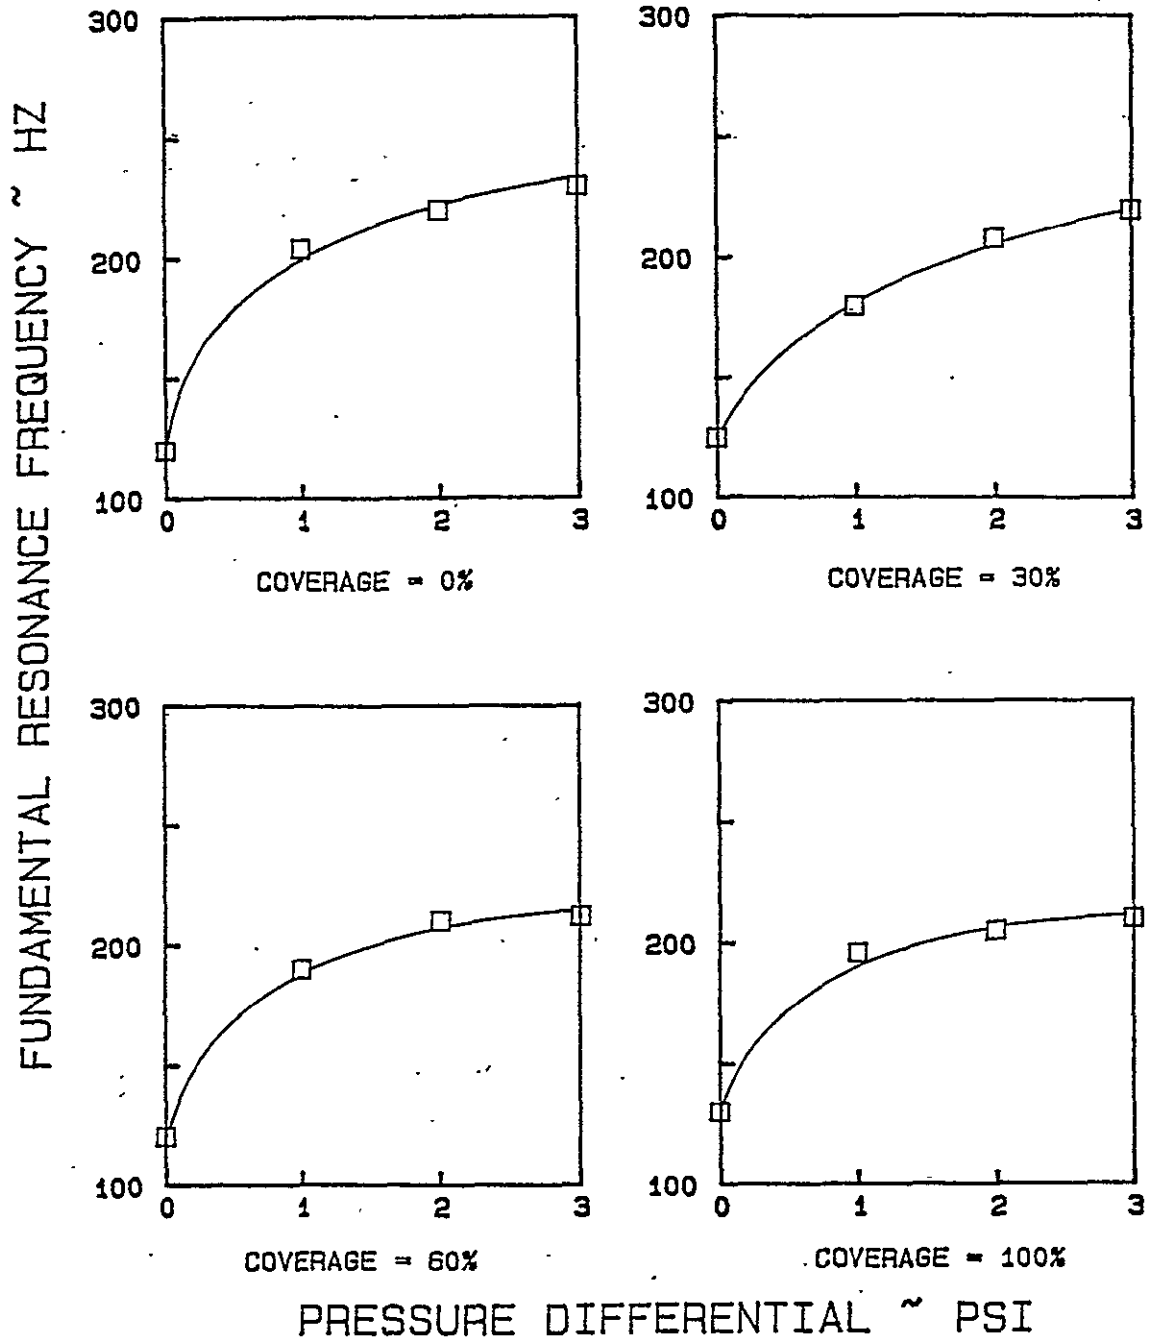 FUNDAMENTAL RESONANCE FREQUENCY ~ HZ
300
200
100
0 1 2 3
COVERAGE = 0%
300
200
100
0 1 2 3
COVERAGE = 30%
300
200
100
0 1 2 3
COVERAGE = 60%
300
200
100
0 1 2 3
COVERAGE = 100%
PRESSURE DIFFERENTIAL ~ PSI